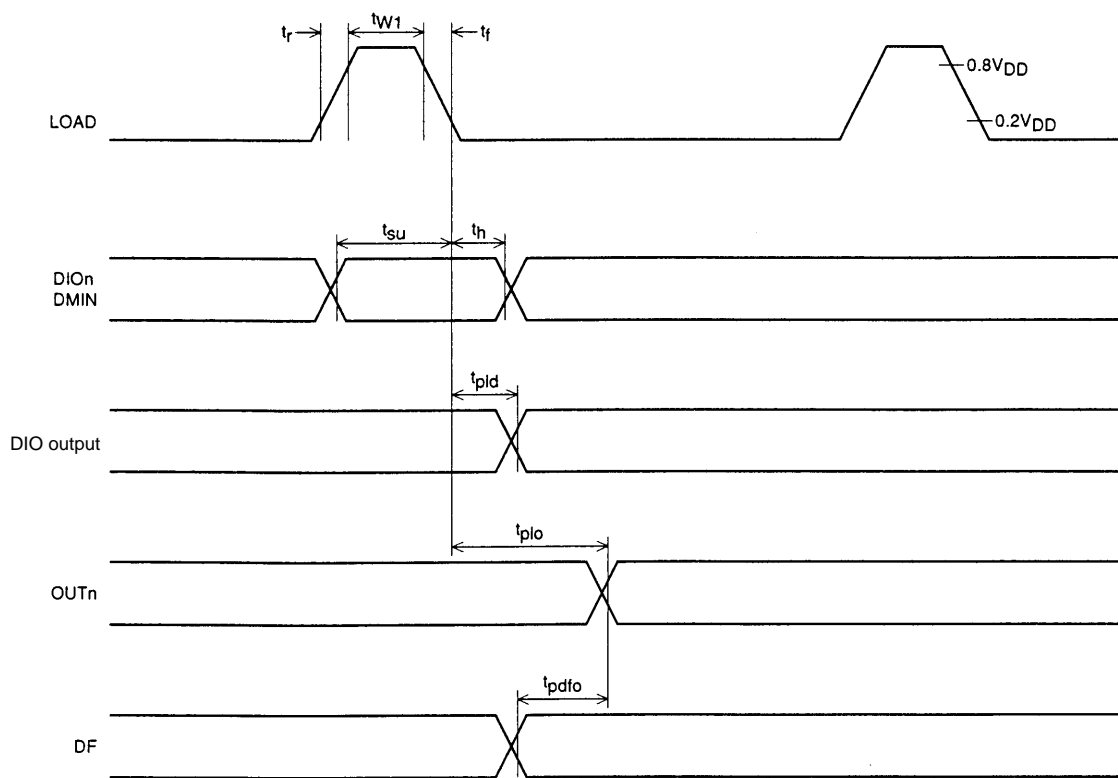 tr tW1 tf
0.8VDD
LOAD
0.2VDD
tsu th
DIOn
DMIN
tpld
DIO output
tplo
OUTn
tpdfo
DF